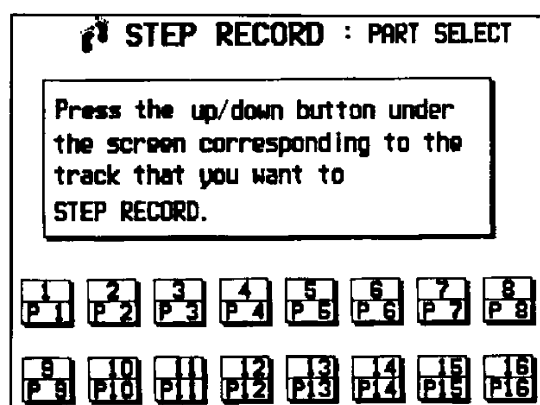 STEP RECORD : PART SELECT
Press the up/down button under
the screen corresponding to the
track that you want to
STEP RECORD.
1 2 3 4 5 6 7 8
P 1 P 2 P 3 P 4 P 5 P 6 P 7 P 8
9 10 11 12 13 14 15 16
P 9 P10 P11 P12 P13 P14 P15 P16